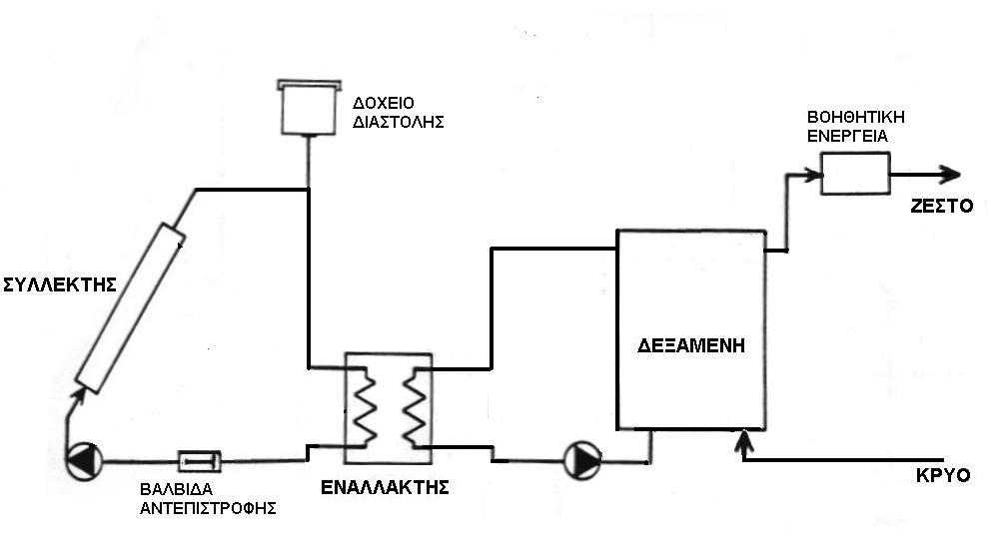 ΔΟΧΕΙΟ
ΔΙΑΣΤΟΛΗΣ
ΒΟΗΘΗΤΙΚΗ
ΕΝΕΡΓΕΙΑ
ΖΕΣΤΟ
ΣΥΛΛΕΚΤΗΣ
ΔΕΞΑΜΕΝΗ
ΚΡΥΟ
ΕΝΑΛΛΑΚΤΗΣ
ΒΑΛΒΙΔΑ
ΑΝΤΕΠΙΣΤΡΟΦΗΣ